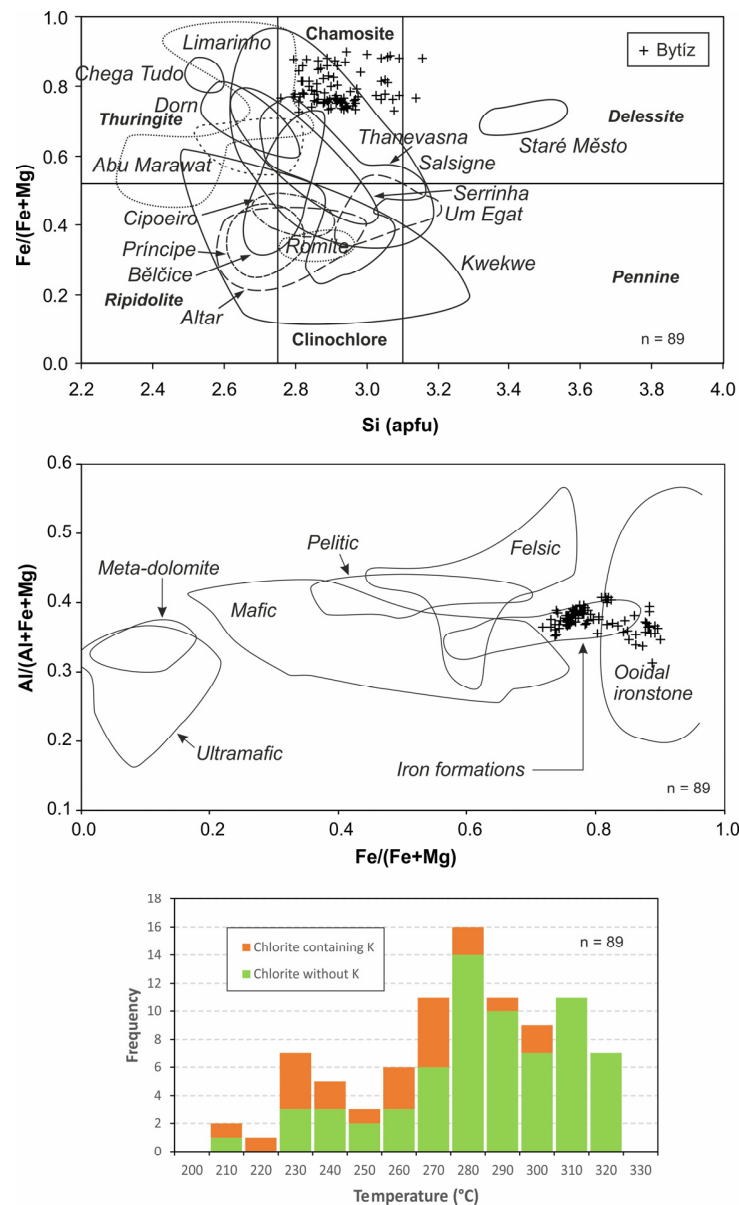 1.0
0.8
0.6
0.4
0.2
0.0
Fe/(Fe+Mg)
Limarinho
Chamosite
+ Bytíz
Chega Tudo
Dorn
Thuringite
Delessite
Thanevasna
Staré Město
Abu Marawat
Salsigne
Serrinha
Cipoeiro
Um Egat
Príncipe
Romite
Kwekwe
Bělčice
Pennine
Ripidolite
Altar
Clinochlore
n = 89
2.2 2.4 2.6 2.8 3.0 3.2 3.4 3.6 3.8 4.0
Si (apfu)
0.6
0.5
0.4
0.3
0.2
0.1
Al/(Al+Fe+Mg)
Pelitic
Felsic
Meta-dolomite
Mafic
Ooidal
ironstone
Ultramafic
Iron formations
n = 89
0.0 0.2 0.4 0.6 0.8 1.0
Fe/(Fe+Mg)
18
16
14
12
10
8
6
4
2
0
Frequency
Chlorite containing K
Chlorite without K
n = 89
200 210 220 230 240 250 260 270 280 290 300 310 320 330
Temperature (°C)